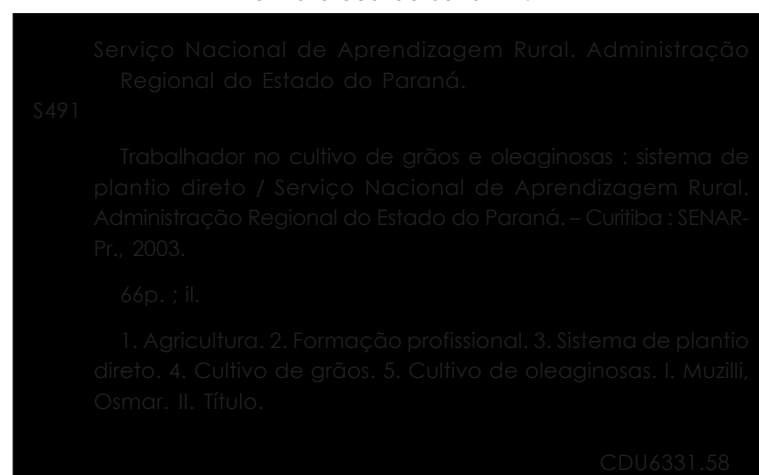 Serviço Nacional de Aprendizagem Rural. Administração
Regional do Estado do Paraná.
S491
Trabalhador no cultivo de grãos e oleaginosas : sistema de
plantio direto / Serviço Nacional de Aprendizagem Rural.
Administração Regional do Estado do Paraná. – Curitiba : SENAR-
Pr., 2003.
66p. ; il.
1. Agricultura. 2. Formação profissional. 3. Sistema de plantio
direto. 4. Cultivo de grãos. 5. Cultivo de oleaginosas. I. Muzilli,
Osmar. II. Título.
CDU6331.58